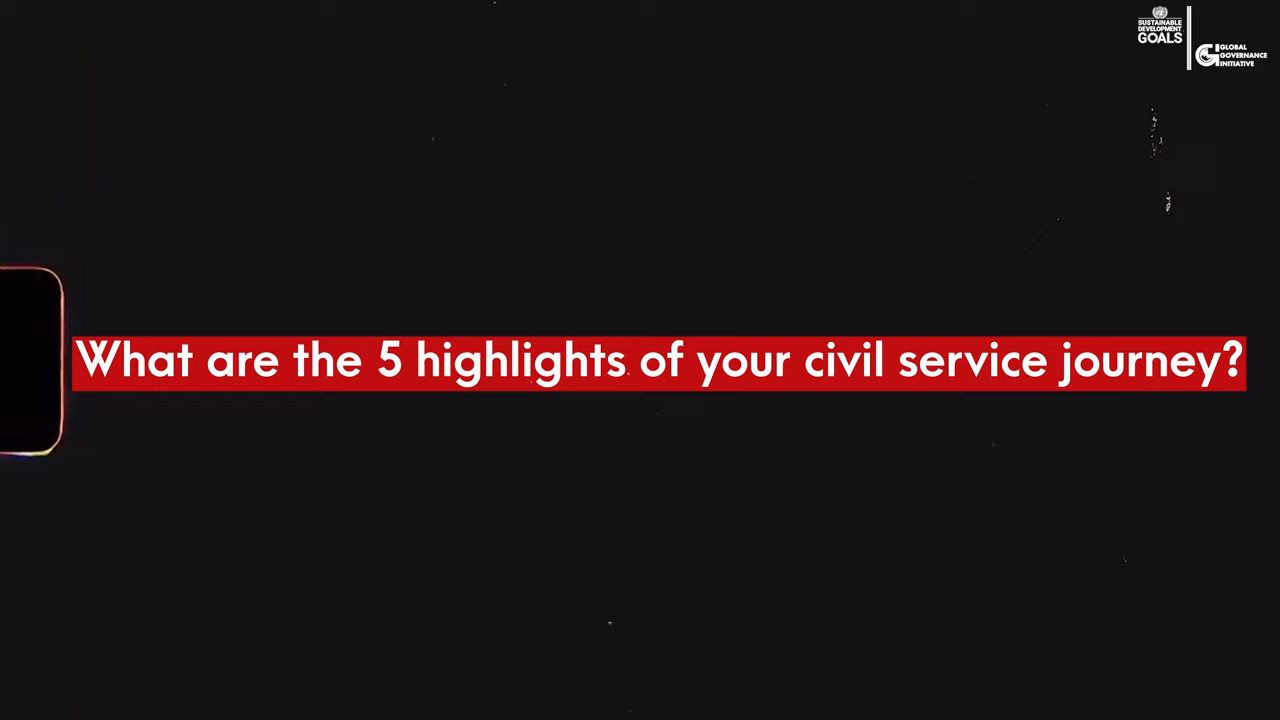 SUSTAINABLE
DEVELOPMENT
GOALS
GLOBAL
GOVERNANCE
INITIATIVE
What are the 5 highlights of your civil service journey?